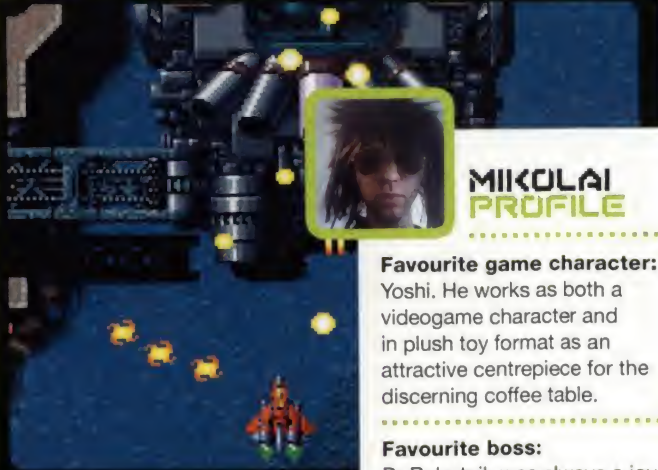 MIKOLAI
PROFILE
Favourite game character:
Yoshi. He works as both a
videogame character and
in plush toy format as an
attractive centrepiece for the
discerning coffee table.
Favourite boss: